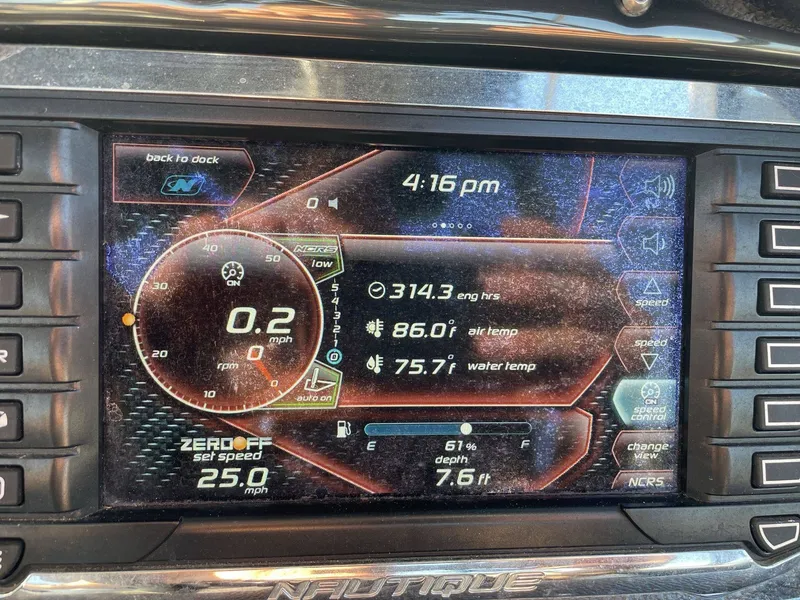 back to dock
N
4:16 pm
0
40
50
30
20
10
0
NCRS
low
ON
0.2
mph
0
rpm
5
4
3
2
1
0
auto on
314.3 eng hrs
86.0°f air temp
75.7°f water temp
speed
speed
ON
speed
control
change
view
NCRS
E 61% F
depth
7.6 ft
ZEROOFF
set speed
25.0
mph
R
NAUTIQUE